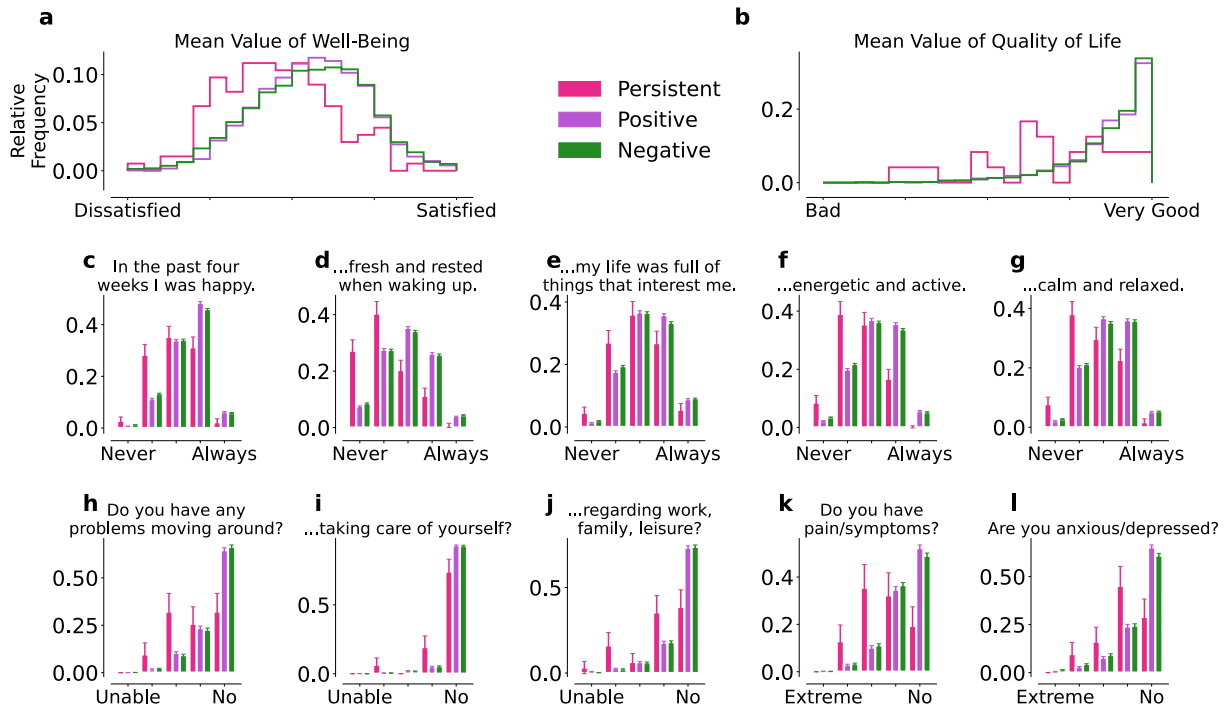 a
Mean Value of Well-Being
Relative
Frequency
0.10
0.05
0.00
Dissatisfied
Satisfied
Persistent
Positive
Negative
b
Mean Value of Quality of Life
0.2
0.0
Bad
Very Good
c
In the past four
weeks I was happy.
0.4
0.2
0.0
Never
Always
d
...fresh and rested
when waking up.
0.4
0.2
0.0
Never
Always
e
...my life was full of
things that interest me.
0.4
0.2
0.0
Never
Always
f
...energetic and active.
0.4
0.2
0.0
Never
Always
g
...calm and relaxed.
0.4
0.2
0.0
Never
Always
h
Do you have any
problems moving around?
0.50
0.25
0.00
Unable
No
i
...taking care of yourself?
0.5
0.0
Unable
No
j
...regarding work,
family, leisure?
0.5
0.0
Unable
No
k
Do you have
pain/symptoms?
0.4
0.2
0.0
Extreme
No
l
Are you anxious/depressed?
0.50
0.25
0.00
Extreme
No